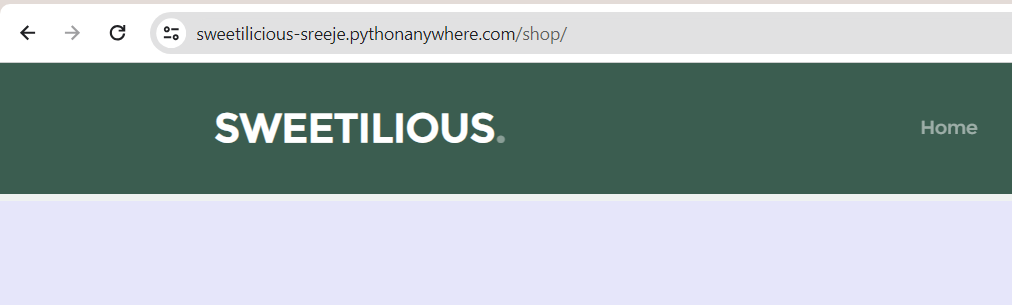 sweetilicious-sreeje.pythonanywhere.com/shop/
SWEETILIOUS.
Home